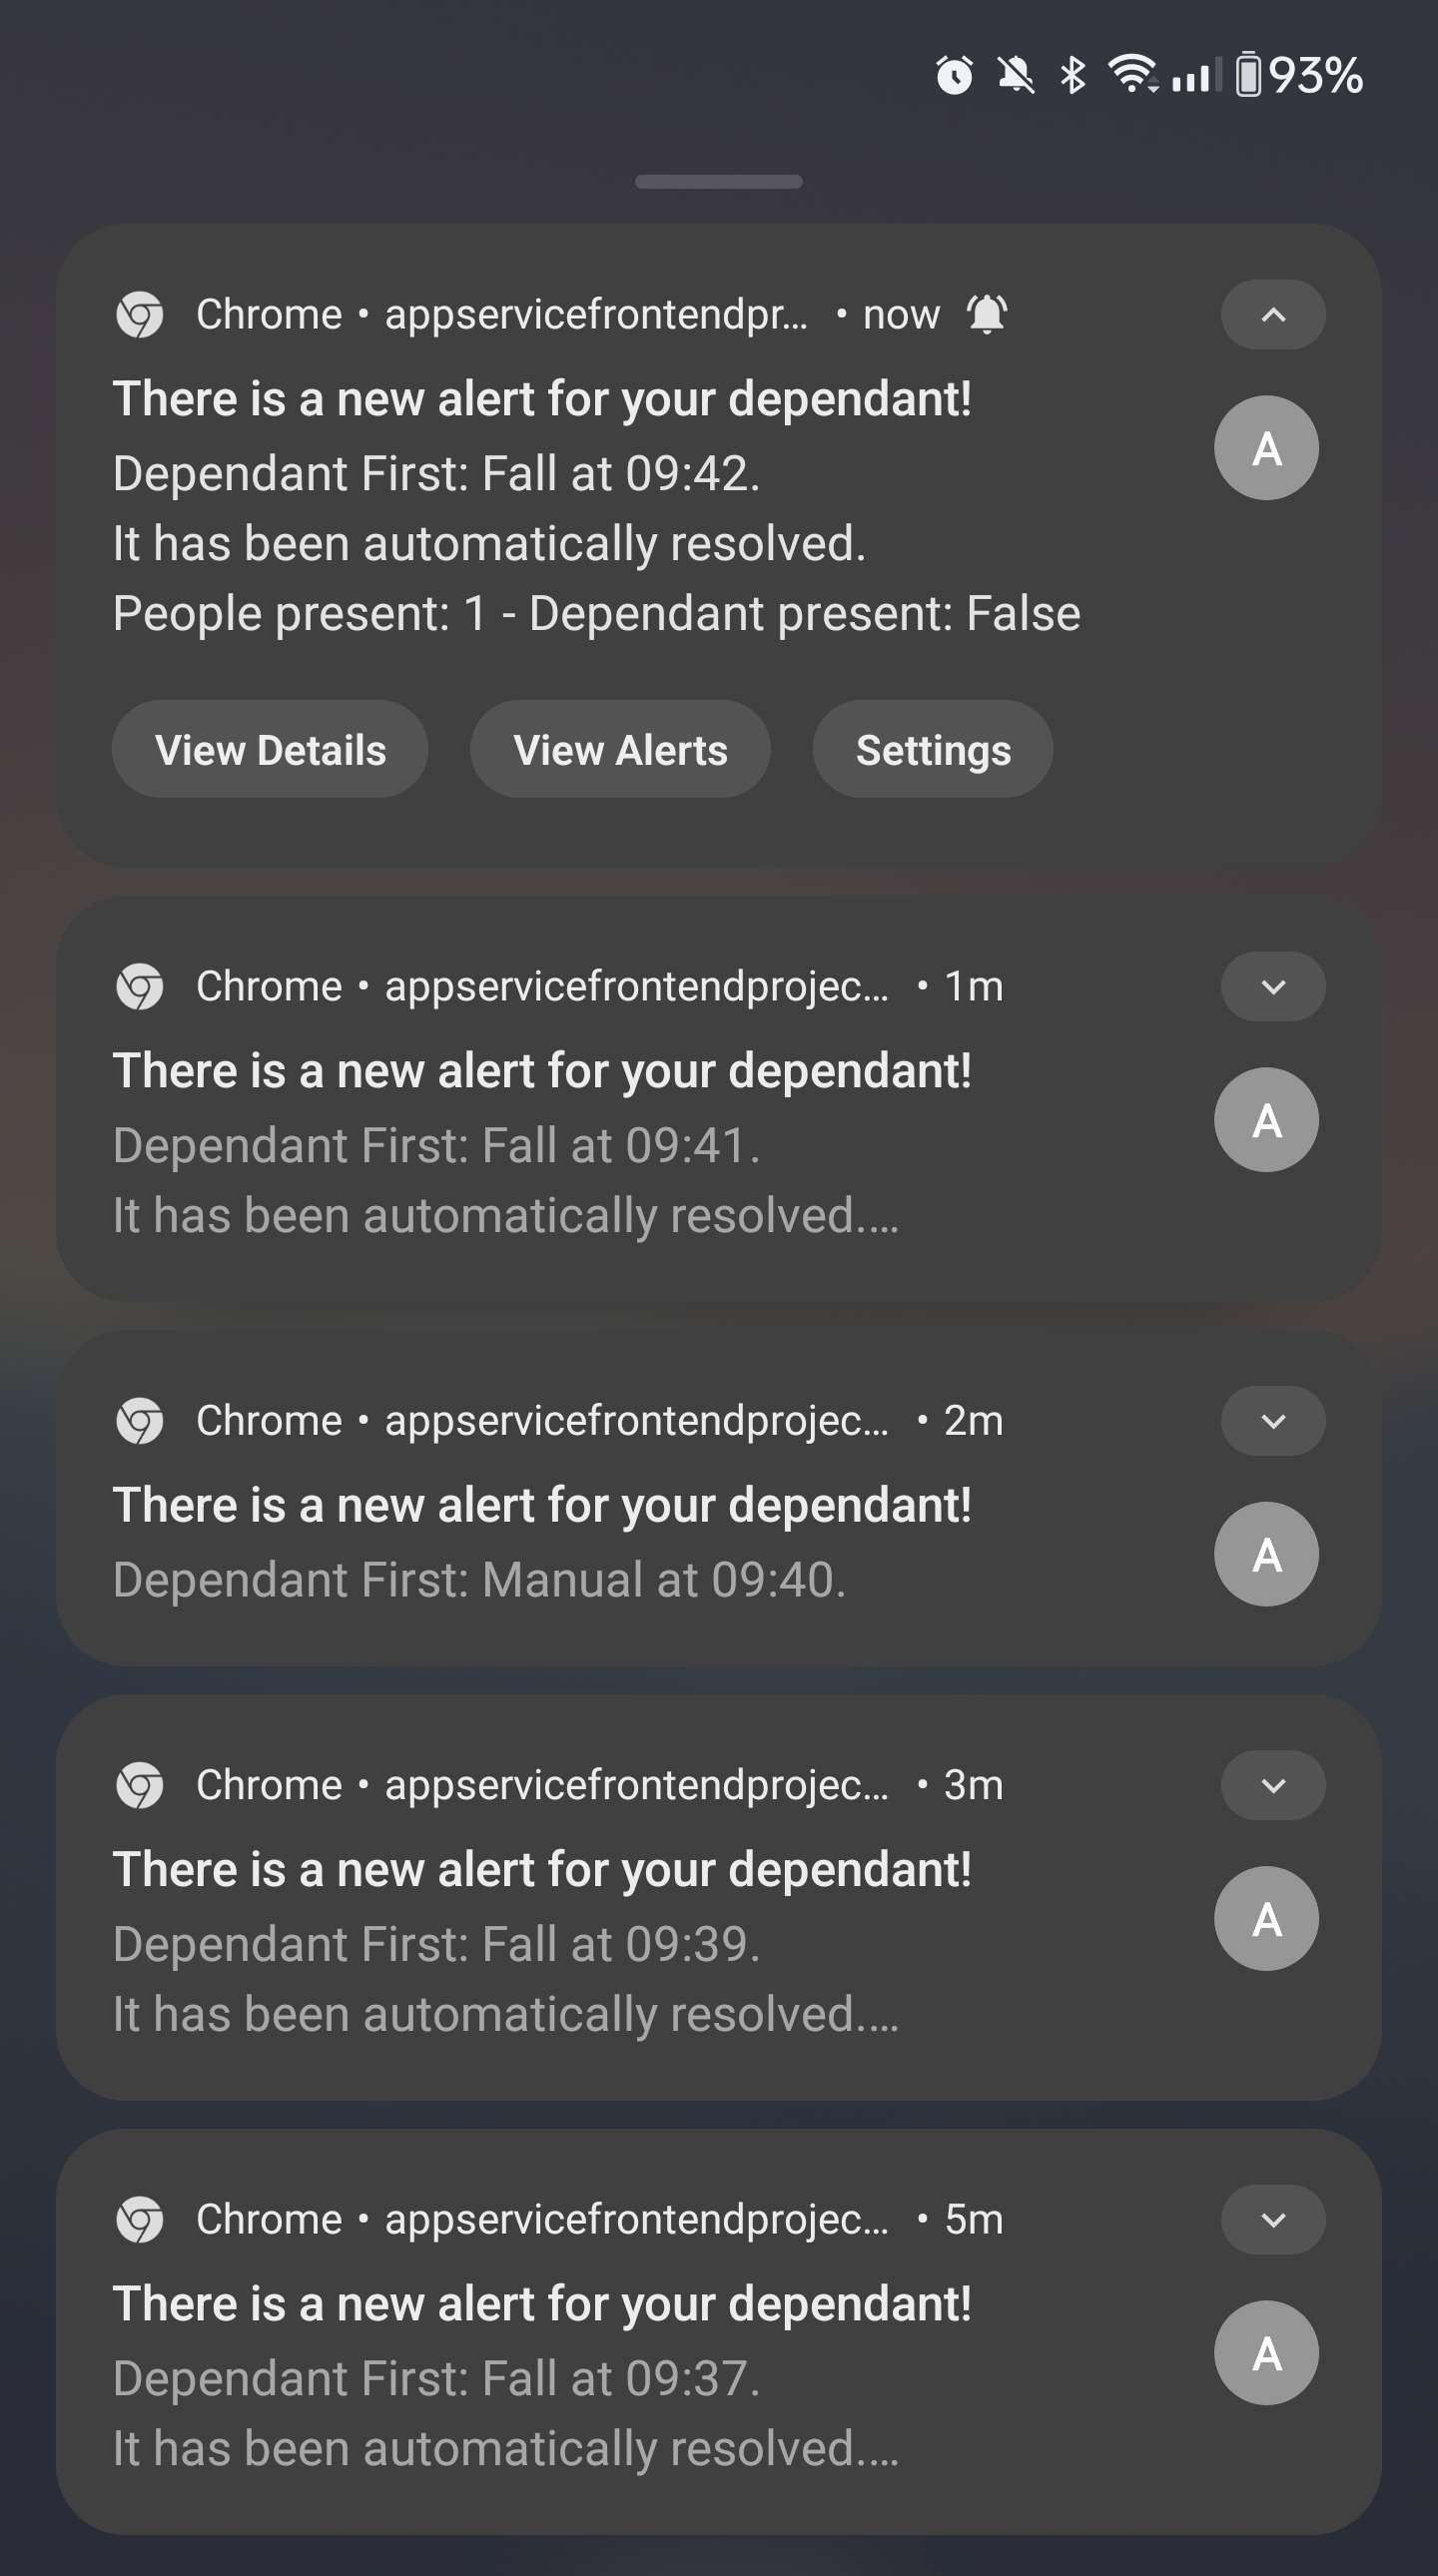 93%
Chrome • appservicefrontendpr... • now
There is a new alert for your dependant!
A
Dependant First: Fall at 09:42.
It has been automatically resolved.
People present: 1 - Dependant present: False
View Details View Alerts Settings
Chrome • appservicefrontendprojec... • 1m
There is a new alert for your dependant!
A
Dependant First: Fall at 09:41.
It has been automatically resolved....
Chrome • appservicefrontendprojec... • 2m
There is a new alert for your dependant!
A
Dependant First: Manual at 09:40.
Chrome • appservicefrontendprojec... • 3m
There is a new alert for your dependant!
A
Dependant First: Fall at 09:39.
It has been automatically resolved....
Chrome • appservicefrontendprojec... • 5m
There is a new alert for your dependant!
A
Dependant First: Fall at 09:37.
It has been automatically resolved....